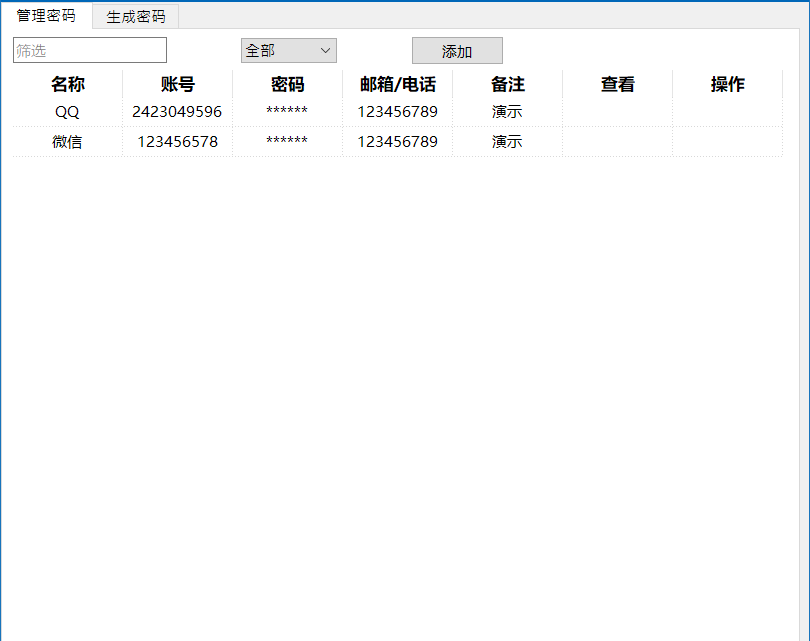 管理密码 生成密码
筛选 全部 添加
名称 账号 密码 邮箱/电话 备注 查看 操作
QQ 2423049596 ****** 123456789 演示
微信 123456578 ****** 123456789 演示